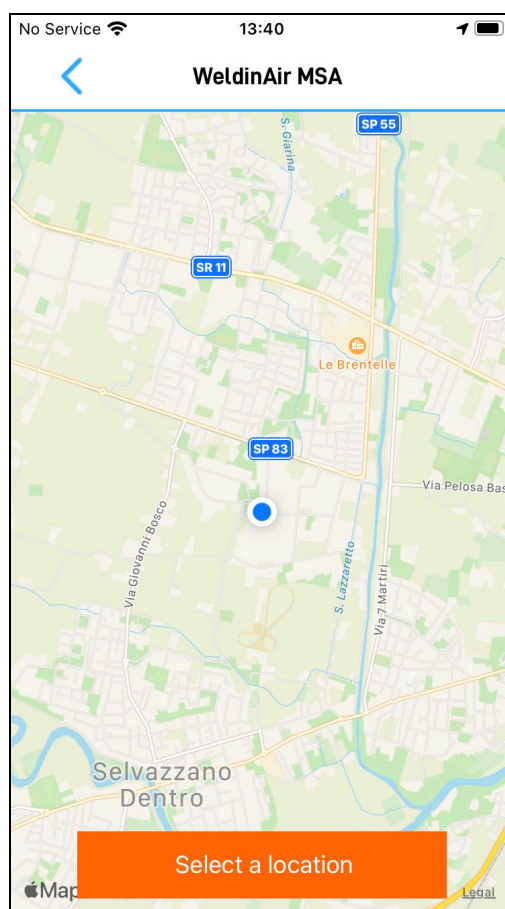 No Service
13:40
WeldinAir MSA
SP 55
S. Giarina
SR 11
Le Brentelle
SP 83
Via Pelosa Bas
Via Giovanni Bosco
S. Lazzaretto
Via 7 Martiri
Selvazzano
Dentro
Select a location
Map
Legal